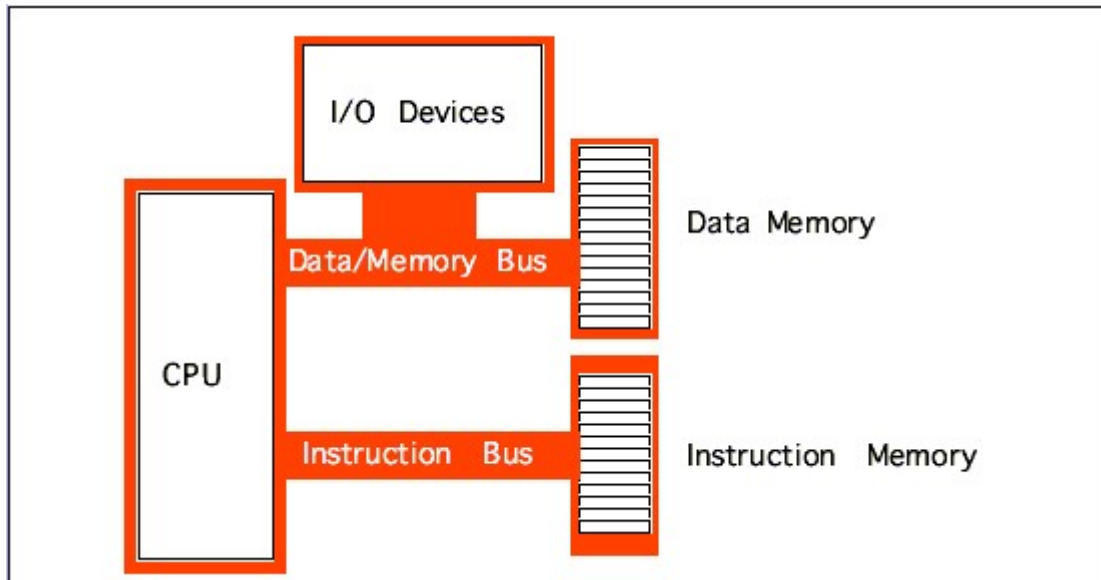 I/O Devices
Data Memory
Data/Memory Bus
CPU
Instruction Bus
Instruction Memory